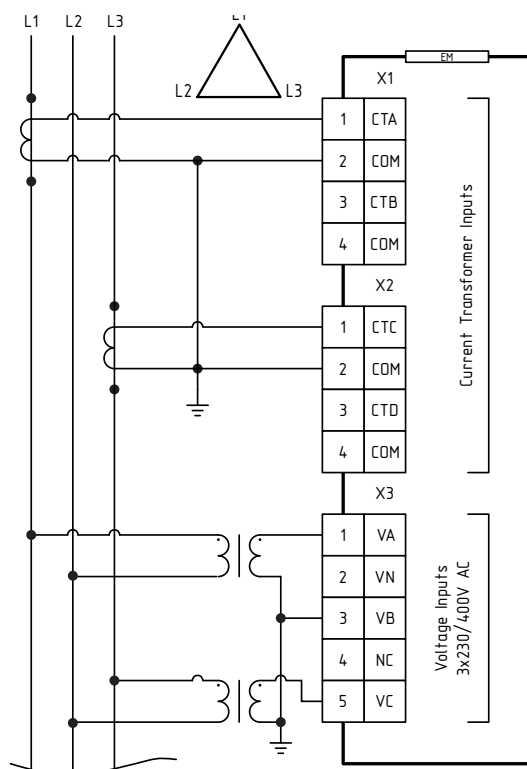 L1 L2 L3
L1
L2 L3
EM
X1
1 CTA
2 COM
3 CTB
4 COM
X2
1 CTC
2 COM
3 CTD
4 COM
Current Transformer Inputs
X3
1 VA
2 VN
3 VB
4 NC
5 VC
Voltage Inputs
3x230/400V AC